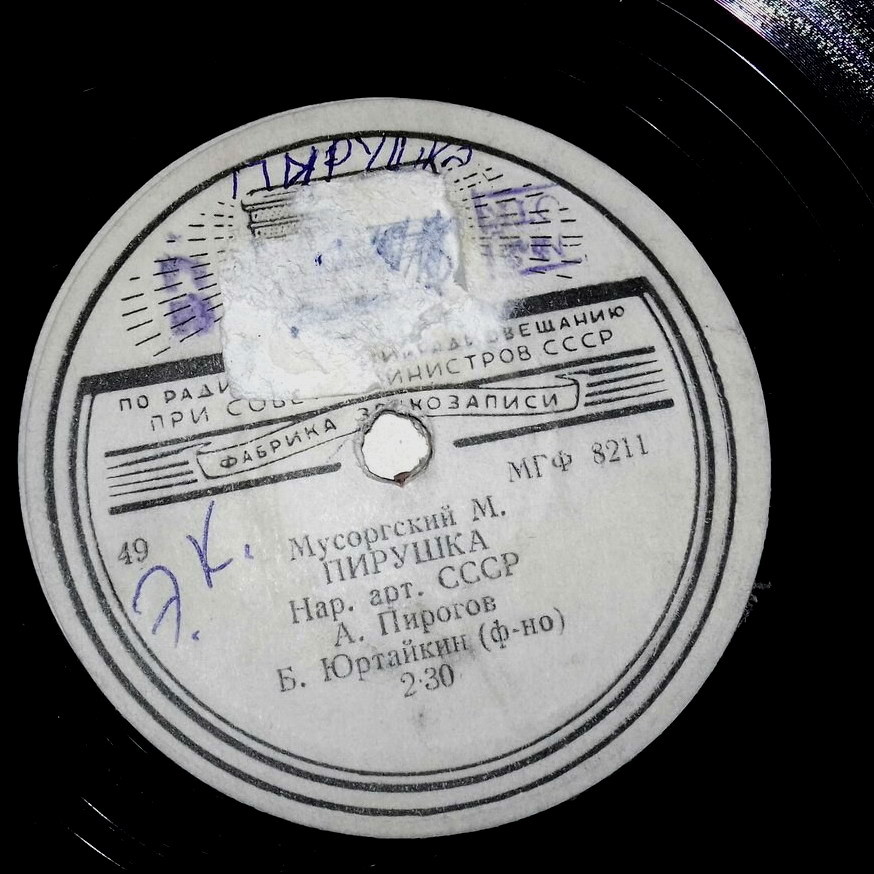 ПИРУШКА
ПО РАДИ ВЕЩАНИЮ
ПРИ СОВЕ ИНИСТРОВ СССР
ФАБРИКА ЗВУКОЗАПИСИ
МГФ 8211
49
Э. К.
Мусоргский М.
ПИРУШКА
Нар. арт. СССР
А. Пирогов
Б. Юртайкин (ф-но)
2·30